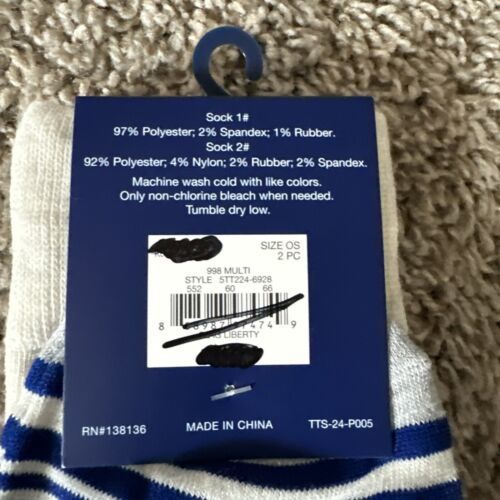 Sock 1#
97% Polyester; 2% Spandex; 1% Rubber.
Sock 2#
92% Polyester; 4% Nylon; 2% Rubber; 2% Spandex.
Machine wash cold with like colors.
Only non-chlorine bleach when needed.
Tumble dry low.
SIZE OS
2 PC
998 MULTI
STYLE 5TT224-6928
552 60 66
LIBERTY
RN#138136
MADE IN CHINA
TTS-24-P005